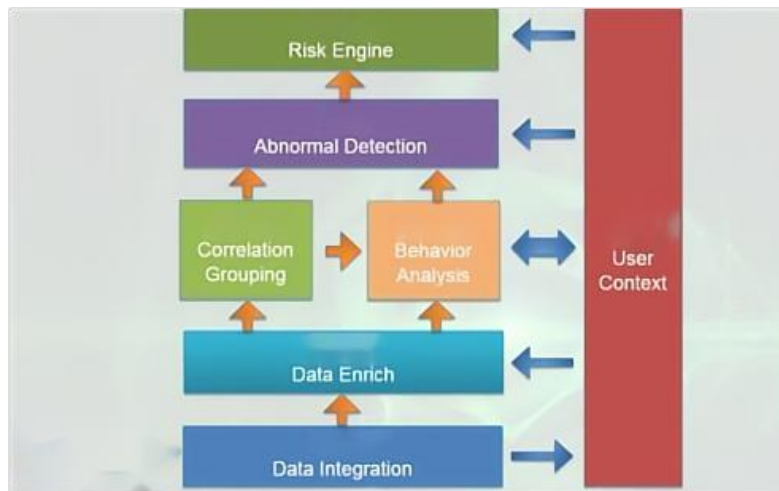 Risk Engine
Abnormal Detection
Correlation
Grouping
Behavior
Analysis
User
Context
Data Enrich
Data Integration